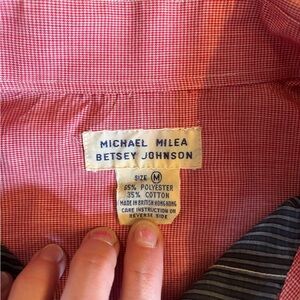 MICHAEL MILEA
BETSEY JOHNSON
SIZE M
65% POLYESTER
35% COTTON
MADE IN BRITISH HONG KONG
CARE INSTRUCTION ON
REVERSE SIDE